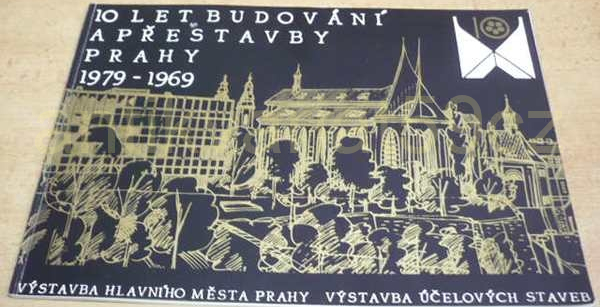 10 LET BUDOVÁNÍ
A PŘESTAVBY
PRAHY
1979 - 1969
VÝSTAVBA HLAVNÍHO MĚSTA PRAHY VÝSTAVBA ÚČELOVÝCH STAVEB